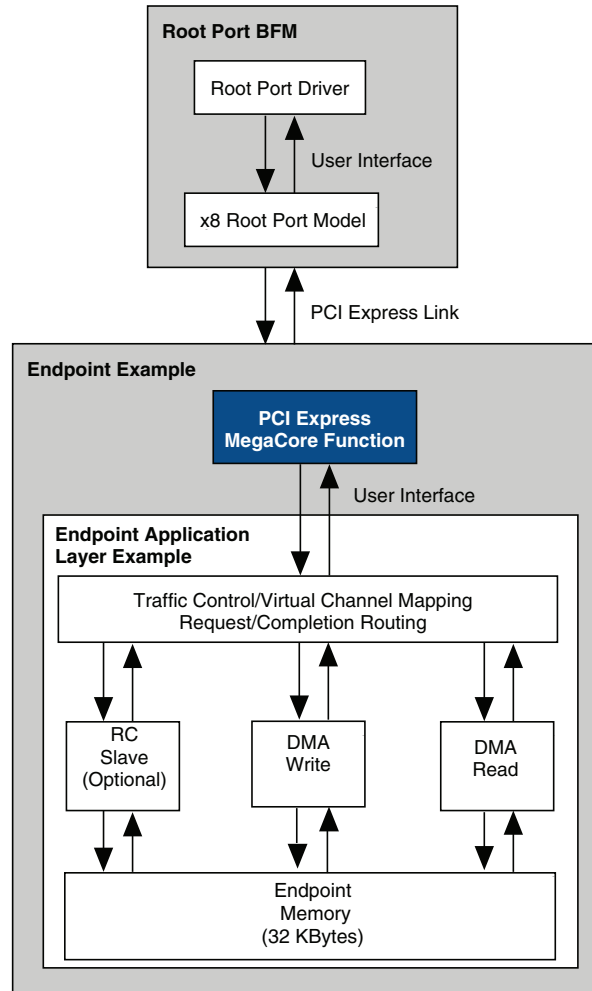 Root Port BFM
Root Port Driver
User Interface
x8 Root Port Model
PCI Express Link
Endpoint Example
PCI Express
MegaCore Function
User Interface
Endpoint Application
Layer Example
Traffic Control/Virtual Channel Mapping
Request/Completion Routing
RC
Slave
(Optional)
DMA
Write
DMA
Read
Endpoint
Memory
(32 KBytes)